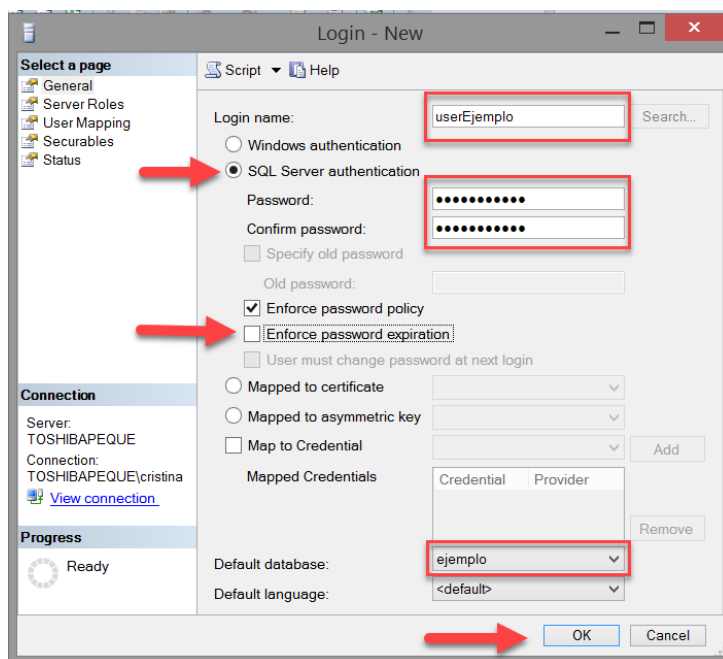 Login - New
Select a page
General
Server Roles
User Mapping
Securables
Status
Script
Help
Login name:
userEjemplo
Search...
Windows authentication
SQL Server authentication
Password:
●●●●●●●●●●●
Confirm password:
●●●●●●●●●●●
Specify old password
Old password:
Enforce password policy
Enforce password expiration
User must change password at next login
Mapped to certificate
Mapped to asymmetric key
Map to Credential
Add
Mapped Credentials
Credential Provider
Remove
Default database:
ejemplo
Default language:
<default>
Connection
Server:
TOSHIBAPEQUE
Connection:
TOSHIBAPEQUE\cristina
View connection
Progress
Ready
OK
Cancel